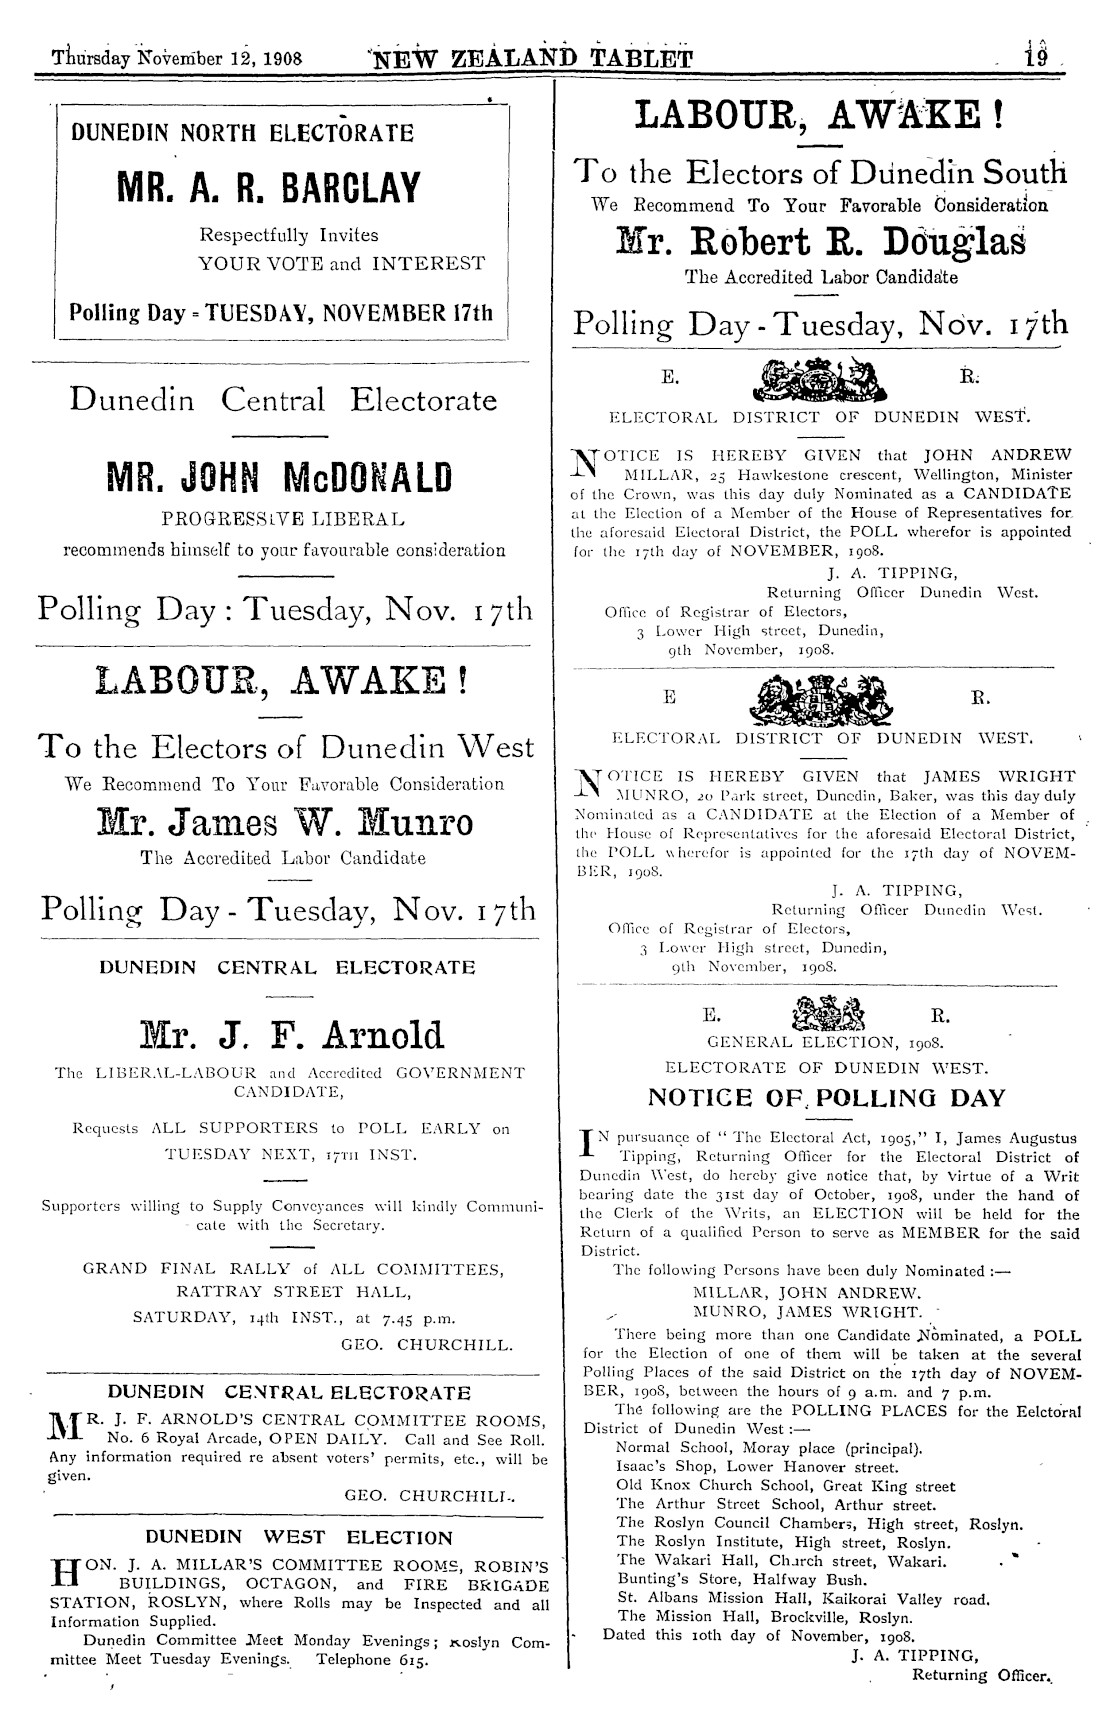 Thursday November 12, 1908
NEW ZEALAND TABLET
19
DUNEDIN NORTH ELECTORATE
MR. A. R. BARCLAY
Respectfully Invites
YOUR VOTE and INTEREST
Polling Day = TUESDAY, NOVEMBER 17th
Dunedin Central Electorate
MR. JOHN McDONALD
PROGRESSIVE LIBERAL
recommends himself to your favourable consideration
Polling Day : Tuesday, Nov. 17th
LABOUR, AWAKE !
To the Electors of Dunedin West
We Recommend To Your Favorable Consideration
Mr. James W. Munro
The Accredited Labor Candidate
Polling Day - Tuesday, Nov. 17th
DUNEDIN CENTRAL ELECTORATE
Mr. J. F. Arnold
The LIBERAL-LABOUR and Accredited GOVERNMENT
CANDIDATE,
Requests ALL SUPPORTERS to POLL EARLY on
TUESDAY NEXT, 17TH INST.
Supporters willing to Supply Conveyances will kindly Communi-
cate with the Secretary.
GRAND FINAL RALLY of ALL COMMITTEES,
RATTRAY STREET HALL,
SATURDAY, 14th INST., at 7.45 p.m.
GEO. CHURCHILL.
DUNEDIN CENTRAL ELECTORATE
MR. J. F. ARNOLD'S CENTRAL COMMITTEE ROOMS,
No. 6 Royal Arcade, OPEN DAILY. Call and See Roll.
Any information required re absent voters' permits, etc., will be
given.
GEO. CHURCHILL.
DUNEDIN WEST ELECTION
HON. J. A. MILLAR'S COMMITTEE ROOMS, ROBIN'S
BUILDINGS, OCTAGON, and FIRE BRIGADE
STATION, ROSLYN, where Rolls may be Inspected and all
Information Supplied.
Dunedin Committee Meet Monday Evenings; Roslyn Com-
mittee Meet Tuesday Evenings. Telephone 615.
LABOUR, AWAKE !
To the Electors of Dunedin South
We Recommend To Your Favorable Consideration
Mr. Robert R. Douglas
The Accredited Labor Candidate
Polling Day - Tuesday, Nov. 17th
E. R.
ELECTORAL DISTRICT OF DUNEDIN WEST.
NOTICE IS HEREBY GIVEN that JOHN ANDREW
MILLAR, 25 Hawkestone crescent, Wellington, Minister
of the Crown, was this day duly Nominated as a CANDIDATE
at the Election of a Member of the House of Representatives for
the aforesaid Electoral District, the POLL wherefor is appointed
for the 17th day of NOVEMBER, 1908.
J. A. TIPPING,
Returning Officer Dunedin West.
Office of Registrar of Electors,
3 Lower High street, Dunedin,
9th November, 1908.
E R.
ELECTORAL DISTRICT OF DUNEDIN WEST.
NOTICE IS HEREBY GIVEN that JAMES WRIGHT
MUNRO, 20 Park street, Dunedin, Baker, was this day duly
Nominated as a CANDIDATE at the Election of a Member of
the House of Representatives for the aforesaid Electoral District,
the POLL wherefor is appointed for the 17th day of NOVEM-
BER, 1908.
J. A. TIPPING,
Returning Officer Dunedin West.
Office of Registrar of Electors,
3 Lower High street, Dunedin,
9th November, 1908.
E. R.
GENERAL ELECTION, 1908.
ELECTORATE OF DUNEDIN WEST.
NOTICE OF POLLING DAY
IN pursuance of " The Electoral Act, 1905," I, James Augustus
Tipping, Returning Officer for the Electoral District of
Dunedin West, do hereby give notice that, by virtue of a Writ
bearing date the 31st day of October, 1908, under the hand of
the Clerk of the Writs, an ELECTION will be held for the
Return of a qualified Person to serve as MEMBER for the said
District.
The following Persons have been duly Nominated :—
MILLAR, JOHN ANDREW.
MUNRO, JAMES WRIGHT.
There being more than one Candidate Nominated, a POLL
for the Election of one of them will be taken at the several
Polling Places of the said District on the 17th day of NOVEM-
BER, 1908, between the hours of 9 a.m. and 7 p.m.
The following are the POLLING PLACES for the Eelctoral
District of Dunedin West :—
Normal School, Moray place (principal).
Isaac's Shop, Lower Hanover street.
Old Knox Church School, Great King street
The Arthur Street School, Arthur street.
The Roslyn Council Chambers, High street, Roslyn.
The Roslyn Institute, High street, Roslyn.
The Wakari Hall, Church street, Wakari.
Bunting's Store, Halfway Bush.
St. Albans Mission Hall, Kaikorai Valley road.
The Mission Hall, Brockville, Roslyn.
Dated this 10th day of November, 1908.
J. A. TIPPING,
Returning Officer.